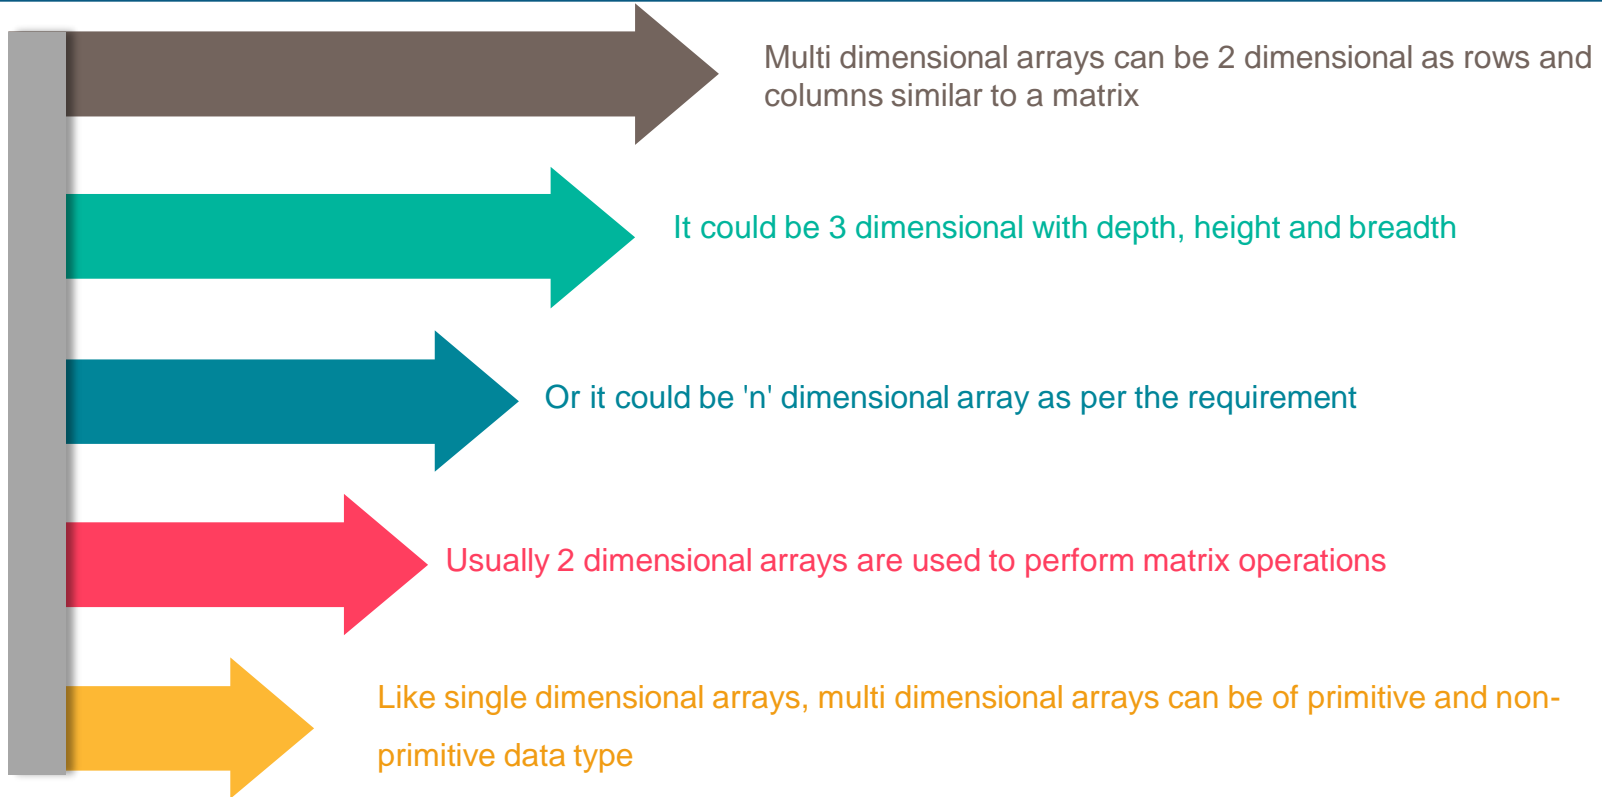 Multi dimensional arrays can be 2 dimensional as rows and
columns similar to a matrix
It could be 3 dimensional with depth, height and breadth
Or it could be 'n' dimensional array as per the requirement
Usually 2 dimensional arrays are used to perform matrix operations
Like single dimensional arrays, multi dimensional arrays can be of primitive and non-
primitive data type